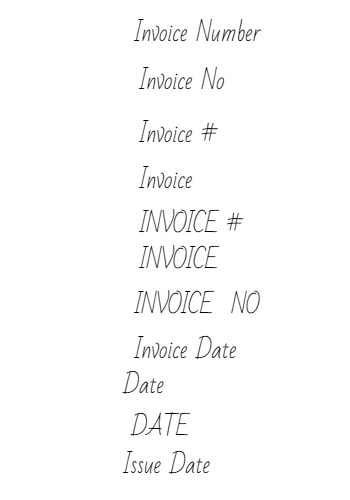 Invoice Number
Invoice No
Invoice #
Invoice
INVOICE #
INVOICE
INVOICE NO
Invoice Date
Date
DATE
Issue Date